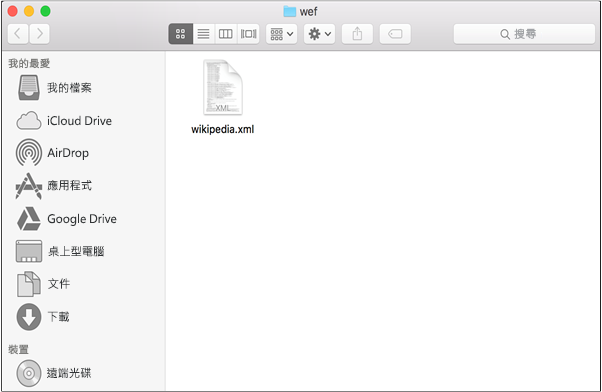 wef
搜尋
我的最愛
我的檔案
iCloud Drive
AirDrop
應用程式
Google Drive
桌上型電腦
文件
下載
裝置
遠端光碟
XML
wikipedia.xml